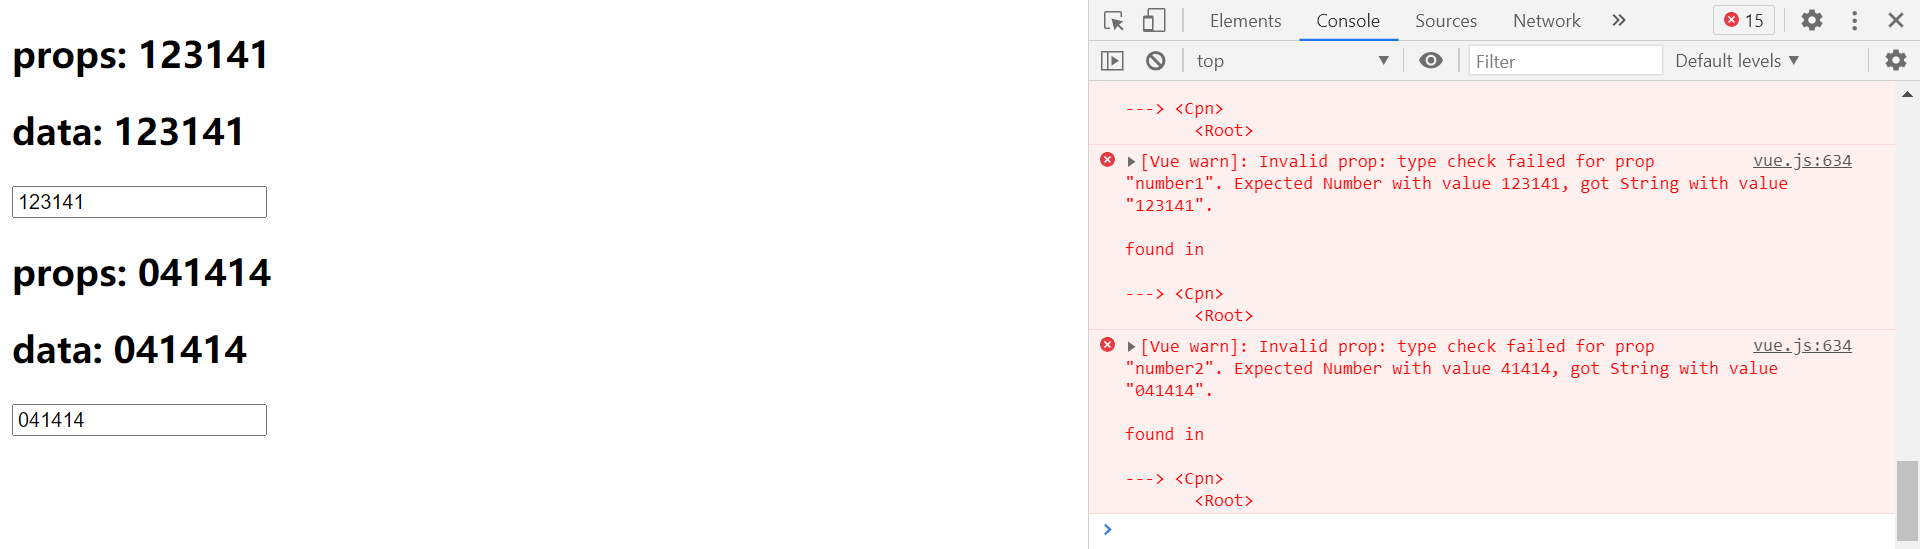 props: 123141
data: 123141
123141
props: 041414
data: 041414
041414
Elements Console Sources Network » 15
top Filter Default levels
---> <Cpn>
<Root>
[Vue warn]: Invalid prop: type check failed for prop vue.js:634
"number1". Expected Number with value 123141, got String with value
"123141".
found in
---> <Cpn>
<Root>
[Vue warn]: Invalid prop: type check failed for prop vue.js:634
"number2". Expected Number with value 41414, got String with value
"041414".
found in
---> <Cpn>
<Root>